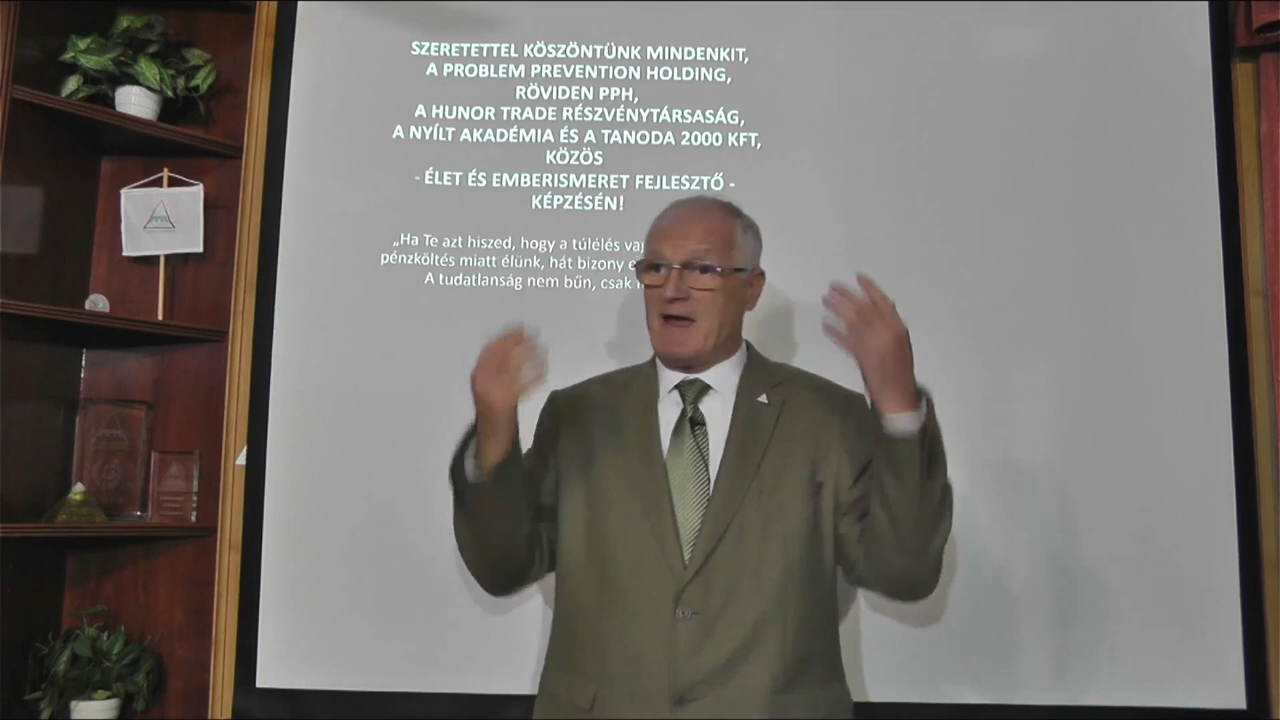 SZERETETTEL KÖSZÖNTÜNK MINDENKIT,
A PROBLEM PREVENTION HOLDING,
RÖVIDEN PPH,
A HUNOR TRADE RÉSZVÉNYTÁRSASÁG,
A NYÍLT AKADÉMIA ÉS A TANODA 2000 KFT,
KÖZÖS
- ÉLET ÉS EMBERISMERET FEJLESZTŐ -
KÉPZÉSÉN!
„Ha Te azt hiszed, hogy a túlélés
pénzköltés miatt élünk, hát bizony
A tudatlanság nem bűn, csak